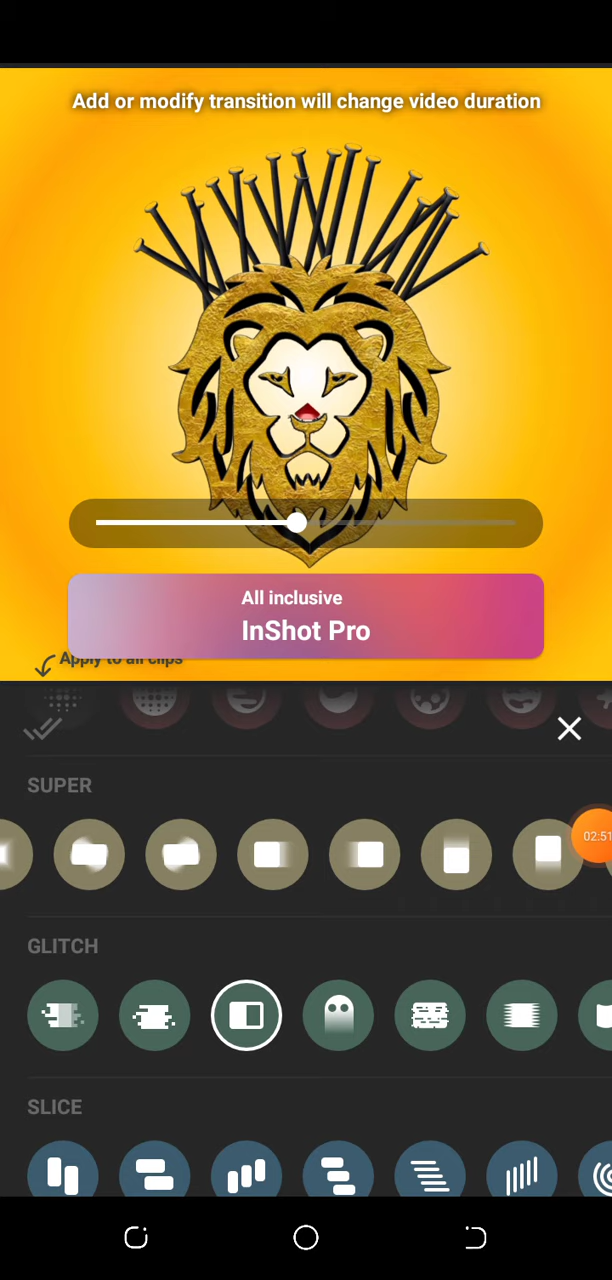 Add or modify transition will change video duration
All inclusive
InShot Pro
Apply to all clips
SUPER
02:51
GLITCH
SLICE